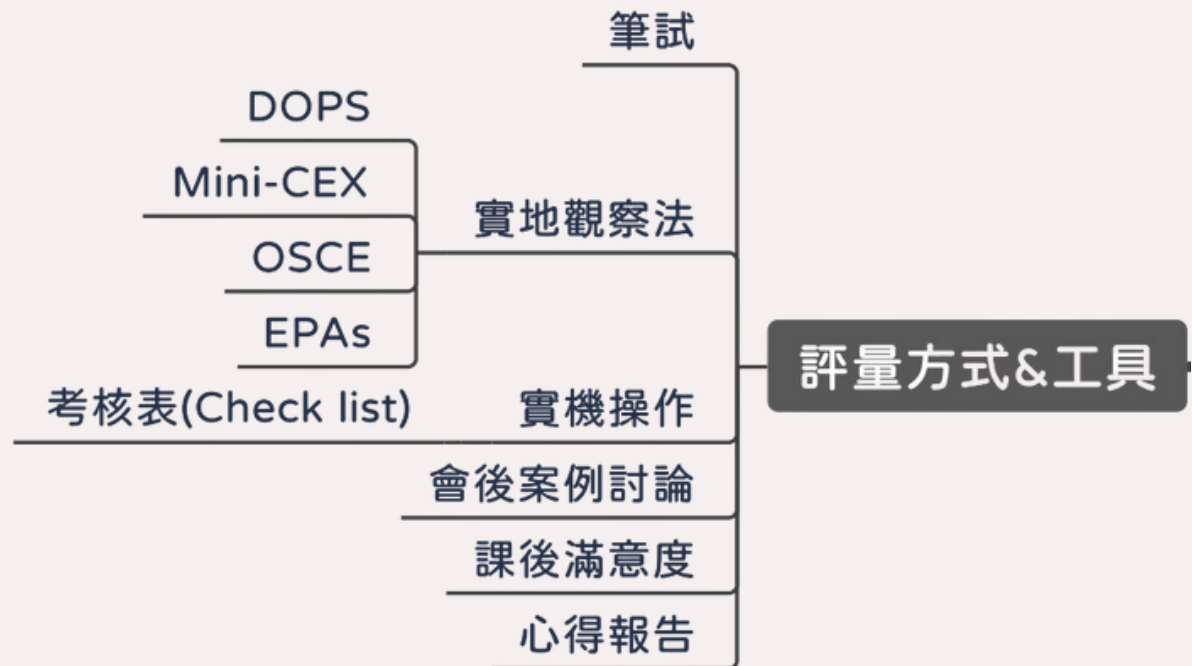 筆試
DOPS
Mini-CEX
OSCE
EPAs
實地觀察法
評量方式&工具
考核表(Check list)
實機操作
會後案例討論
課後滿意度
心得報告